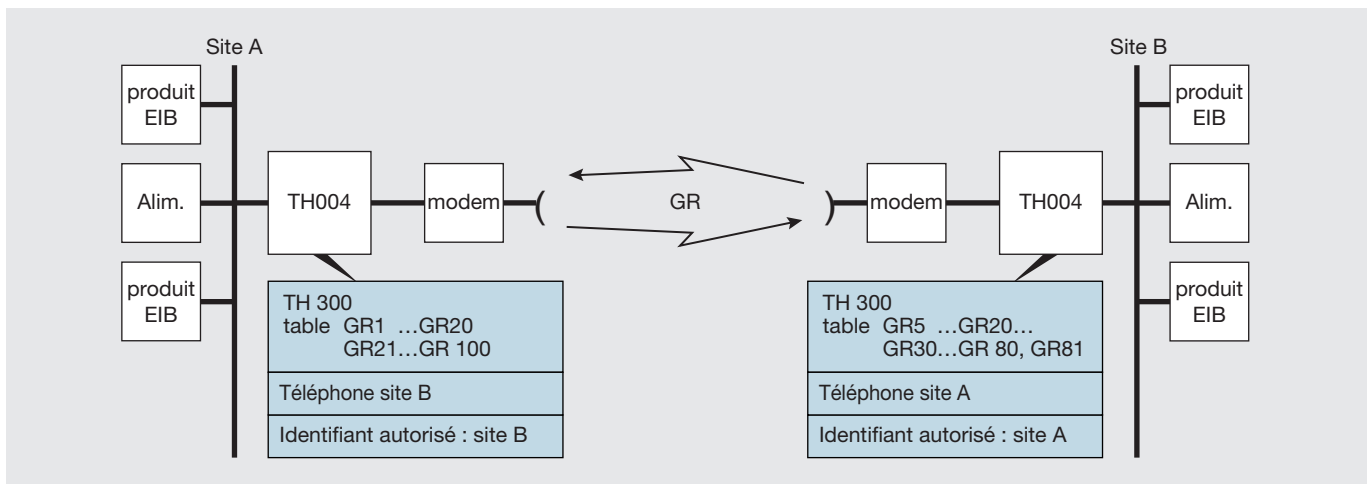 Site A
produit
EIB
Alim.
produit
EIB
TH004
modem
(
GR
)
modem
TH004
Site B
produit
EIB
Alim.
produit
EIB
TH 300
table GR1 …GR20
GR21…GR 100
Téléphone site B
Identifiant autorisé : site B
TH 300
table GR5 …GR20…
GR30…GR 80, GR81
Téléphone site A
Identifiant autorisé : site A